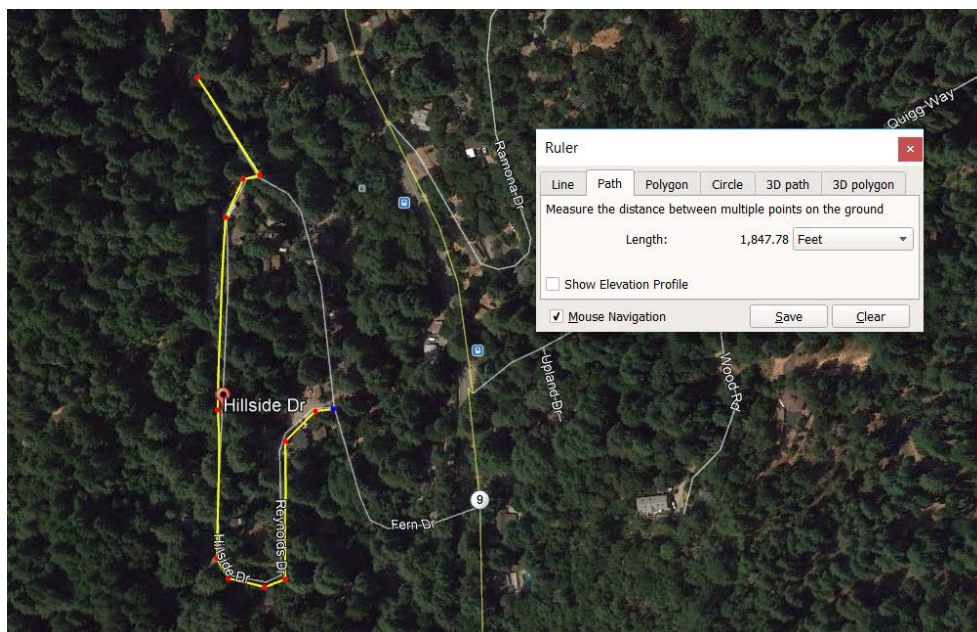 Quigg-Way
Ramona-Dr
Ruler
Line Path Polygon Circle 3D path 3D polygon
Measure the distance between multiple points on the ground
Length: 1,847.78 Feet
Show Elevation Profile
Mouse Navigation Save Clear
Hillside Dr
Upland-Dr
Wood-Rd
9
Fern-Dr
Reynolds-Dr
Hillside-Dr